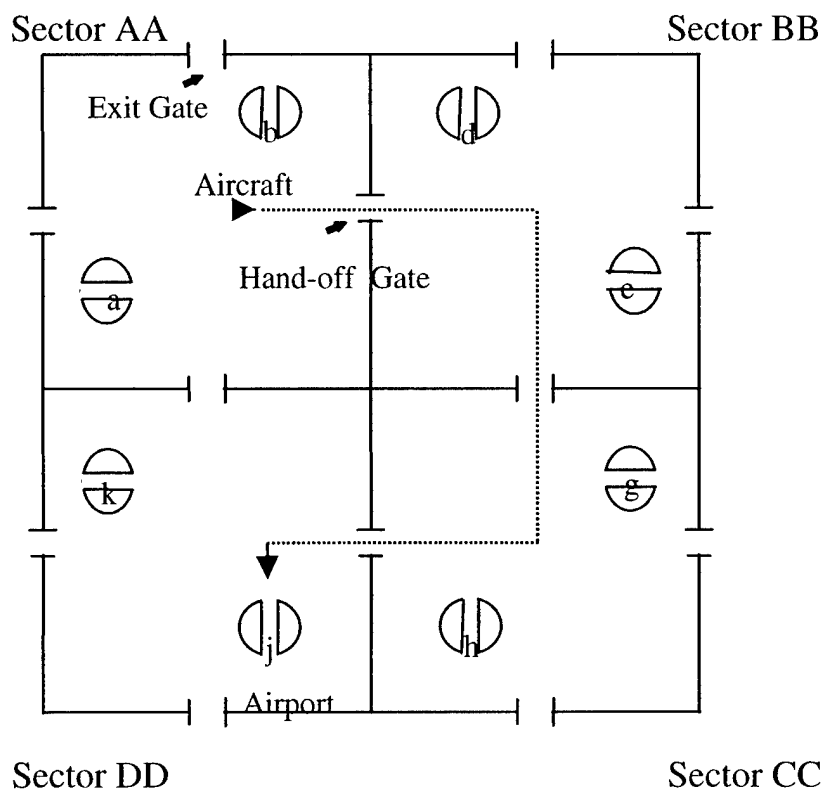 Sector AA
Sector BB
Exit Gate
b
d
Aircraft
Hand-off Gate
a
e
k
g
j
h
Airport
Sector DD
Sector CC